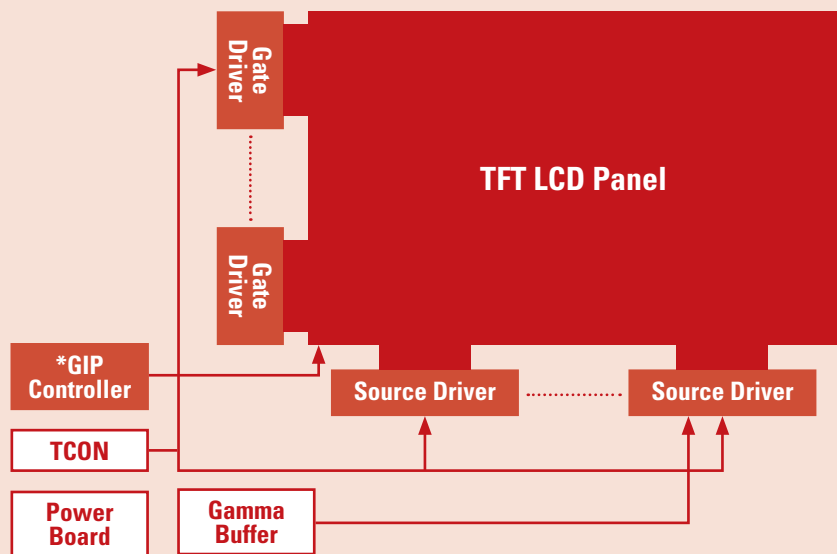 Gate
Driver
TFT LCD Panel
Gate
Driver
*GIP
Controller
Source Driver
Source Driver
TCON
Power
Board
Gamma
Buffer